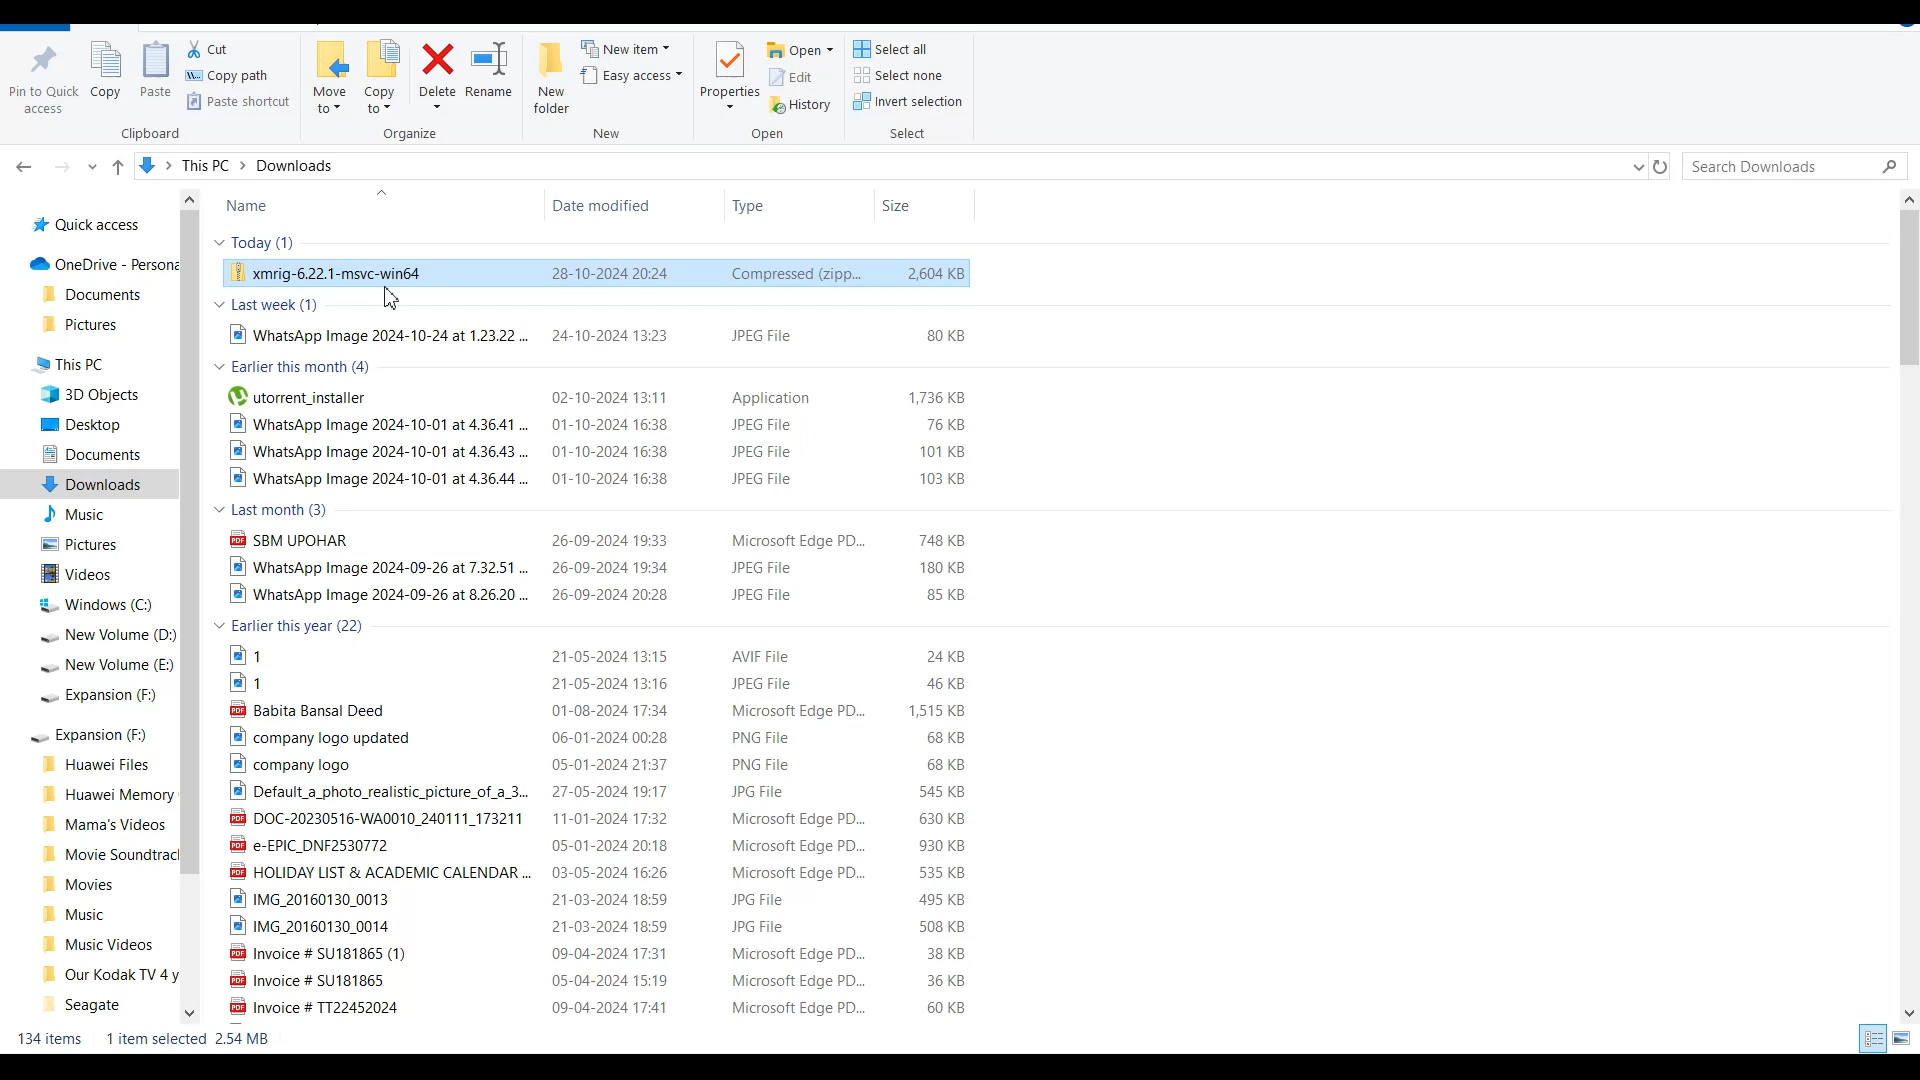 Pin to Quick access
Copy
Paste
Cut
Copy path
Paste shortcut
Clipboard
Move to
Copy to
Delete
Rename
Organize
New folder
New item
Easy access
New
Properties
Open
Edit
History
Open
Select all
Select none
Invert selection
Select
This PC > Downloads
Search Downloads
Quick access
OneDrive - Persona
Documents
Pictures
This PC
3D Objects
Desktop
Documents
Downloads
Music
Pictures
Videos
Windows (C:)
New Volume (D:)
New Volume (E:)
Expansion (F:)
Expansion (F:)
Huawei Files
Huawei Memory
Mama's Videos
Movie Soundtrac
Movies
Music
Music Videos
Our Kodak TV 4 y
Seagate
Name Date modified Type Size
Today (1)
xmrig-6.22.1-msvc-win64 28-10-2024 20:24 Compressed (zipp... 2,604 KB
Last week (1)
WhatsApp Image 2024-10-24 at 1.23.22 ... 24-10-2024 13:23 JPEG File 80 KB
Earlier this month (4)
utorrent_installer 02-10-2024 13:11 Application 1,736 KB
WhatsApp Image 2024-10-01 at 4.36.41 ... 01-10-2024 16:38 JPEG File 76 KB
WhatsApp Image 2024-10-01 at 4.36.43 ... 01-10-2024 16:38 JPEG File 101 KB
WhatsApp Image 2024-10-01 at 4.36.44 ... 01-10-2024 16:38 JPEG File 103 KB
Last month (3)
SBM UPOHAR 26-09-2024 19:33 Microsoft Edge PD... 748 KB
WhatsApp Image 2024-09-26 at 7.32.51 ... 26-09-2024 19:34 JPEG File 180 KB
WhatsApp Image 2024-09-26 at 8.26.20 ... 26-09-2024 20:28 JPEG File 85 KB
Earlier this year (22)
1 21-05-2024 13:15 AVIF File 24 KB
1 21-05-2024 13:16 JPEG File 46 KB
Babita Bansal Deed 01-08-2024 17:34 Microsoft Edge PD... 1,515 KB
company logo updated 06-01-2024 00:28 PNG File 68 KB
company logo 05-01-2024 21:37 PNG File 68 KB
Default_a_photo_realistic_picture_of_a_3... 27-05-2024 19:17 JPG File 545 KB
DOC-20230516-WA0010_240111_173211 11-01-2024 17:32 Microsoft Edge PD... 630 KB
e-EPIC_DNF2530772 05-01-2024 20:18 Microsoft Edge PD... 930 KB
HOLIDAY LIST & ACADEMIC CALENDAR ... 03-05-2024 16:26 Microsoft Edge PD... 535 KB
IMG_20160130_0013 21-03-2024 18:59 JPG File 495 KB
IMG_20160130_0014 21-03-2024 18:59 JPG File 508 KB
Invoice # SU181865 (1) 09-04-2024 17:31 Microsoft Edge PD... 38 KB
Invoice # SU181865 05-04-2024 15:19 Microsoft Edge PD... 36 KB
Invoice # TT22452024 09-04-2024 17:41 Microsoft Edge PD... 60 KB
134 items 1 item selected 2.54 MB